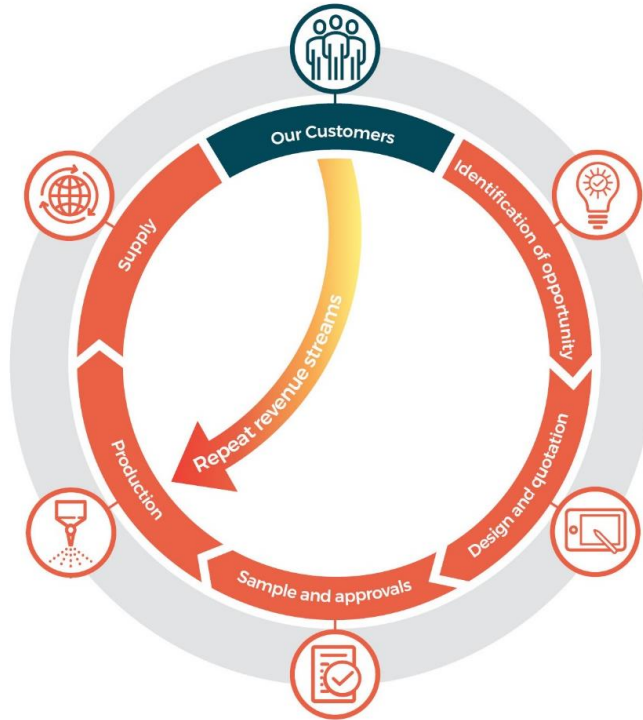 Our Customers
Identification of opportunity
Design and quotation
Sample and approvals
Production
Supply
Repeat revenue streams